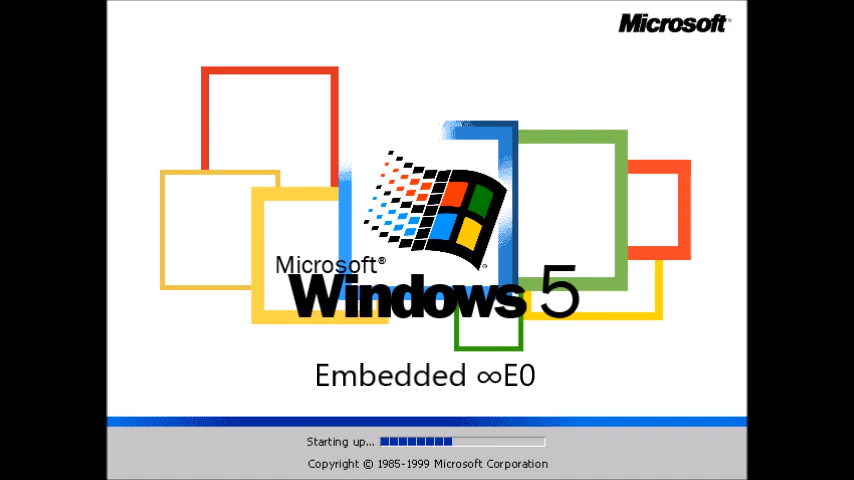 Microsoft®
Microsoft®
Windows 5
Embedded ∞E0
Starting up...
Copyright © 1985-1999 Microsoft Corporation